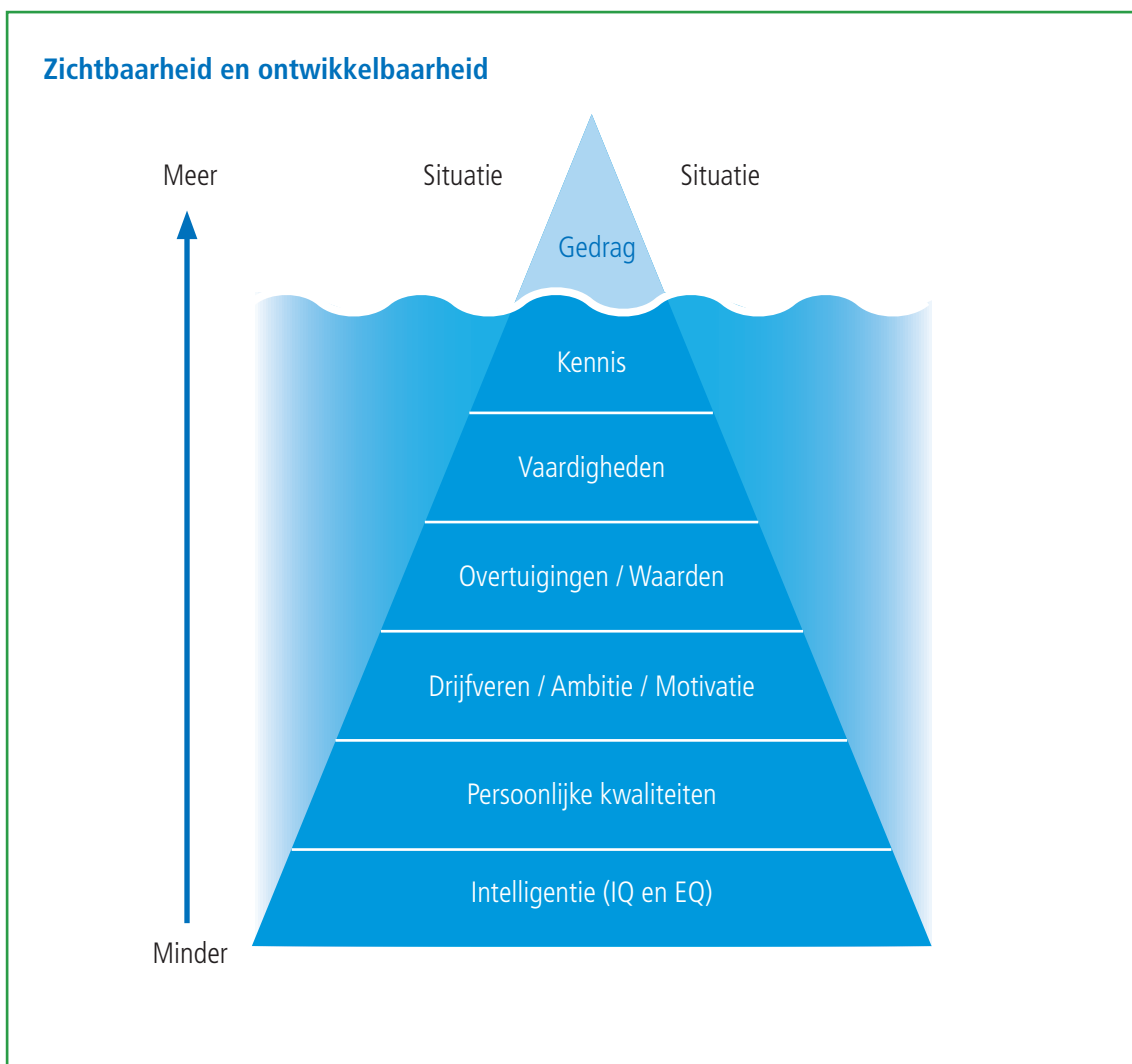 Zichtbaarheid en ontwikkelbaarheid
Meer
Situatie
Situatie
Gedrag
Kennis
Vaardigheden
Overtuigingen / Waarden
Drijfveren / Ambitie / Motivatie
Persoonlijke kwaliteiten
Intelligentie (IQ en EQ)
Minder